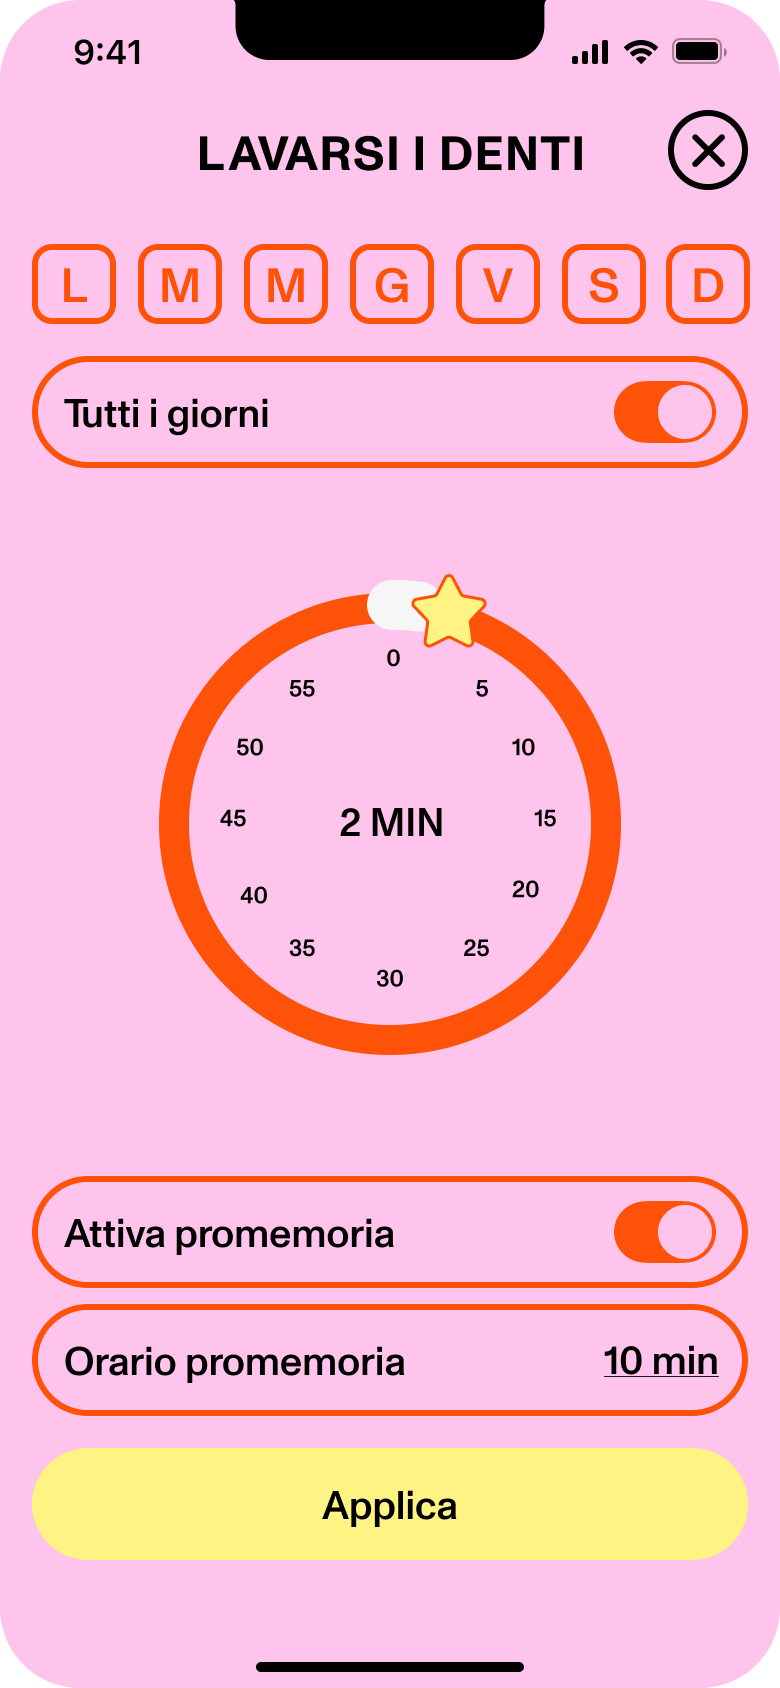 9:41
LAVARSI I DENTI
L M M G V S D
Tutti i giorni
0
55 5
50 10
45 2 MIN 15
40 20
35 25
30
Attiva promemoria
Orario promemoria 10 min
Applica